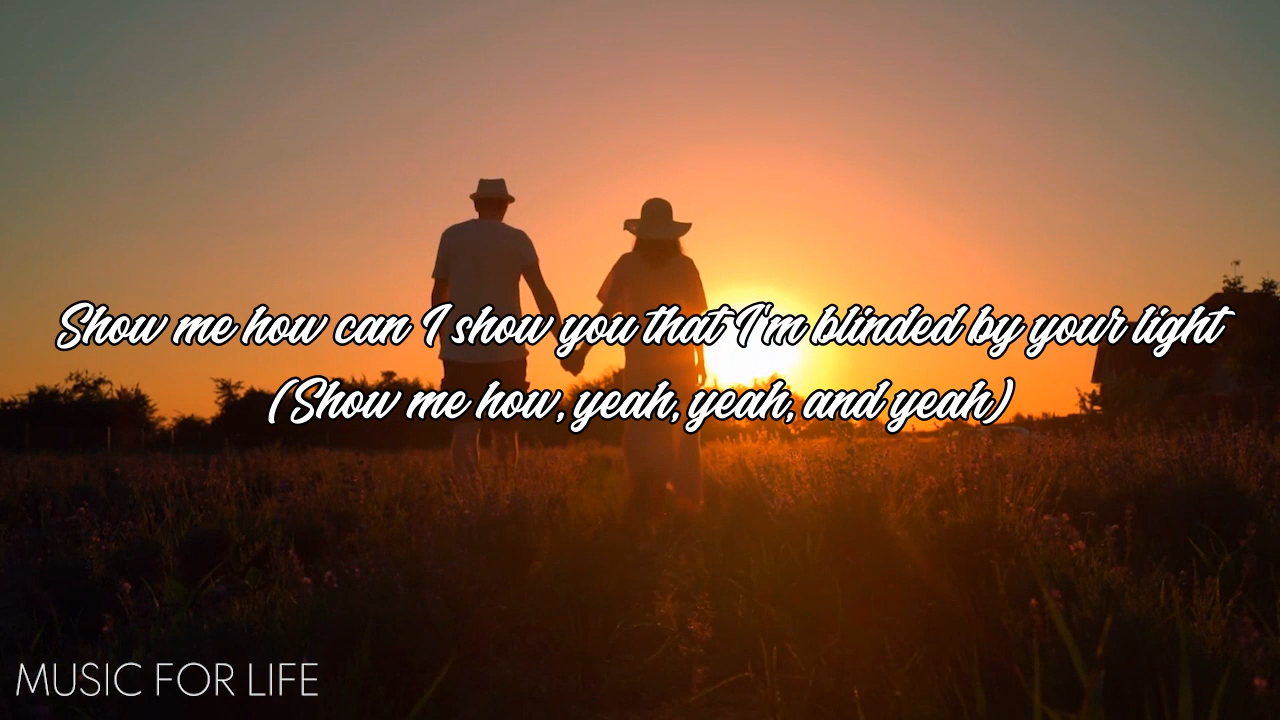 Show me how can I show you that I'm blinded by your light
(Show me how, yeah, yeah, and yeah)
MUSIC FOR LIFE